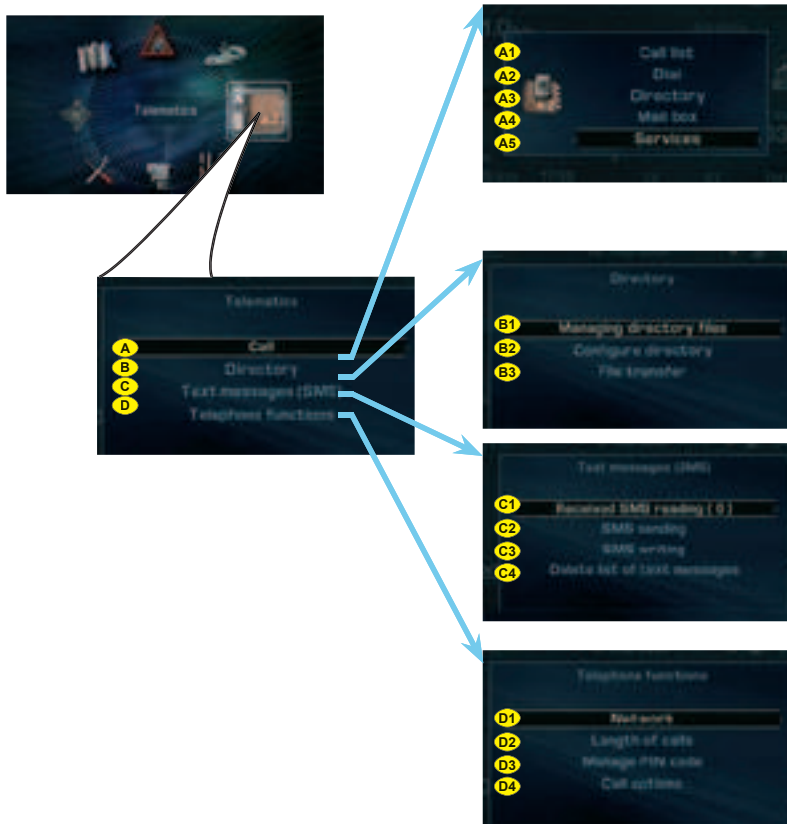 Telematics
A1 Call list
A2 Dial
A3 Directory
A4 Mail box
A5 Services
Telematics
A Call
B Directory
C Text messages (SMS)
D Telephone functions
Directory
B1 Managing directory files
B2 Configure directory
B3 File transfer
Text messages (SMS)
C1 Received SMS reading ( 0 )
C2 SMS sending
C3 SMS writing
C4 Delete list of text messages
Telephone functions
D1 Network
D2 Length of calls
D3 Manage PIN code
D4 Call options